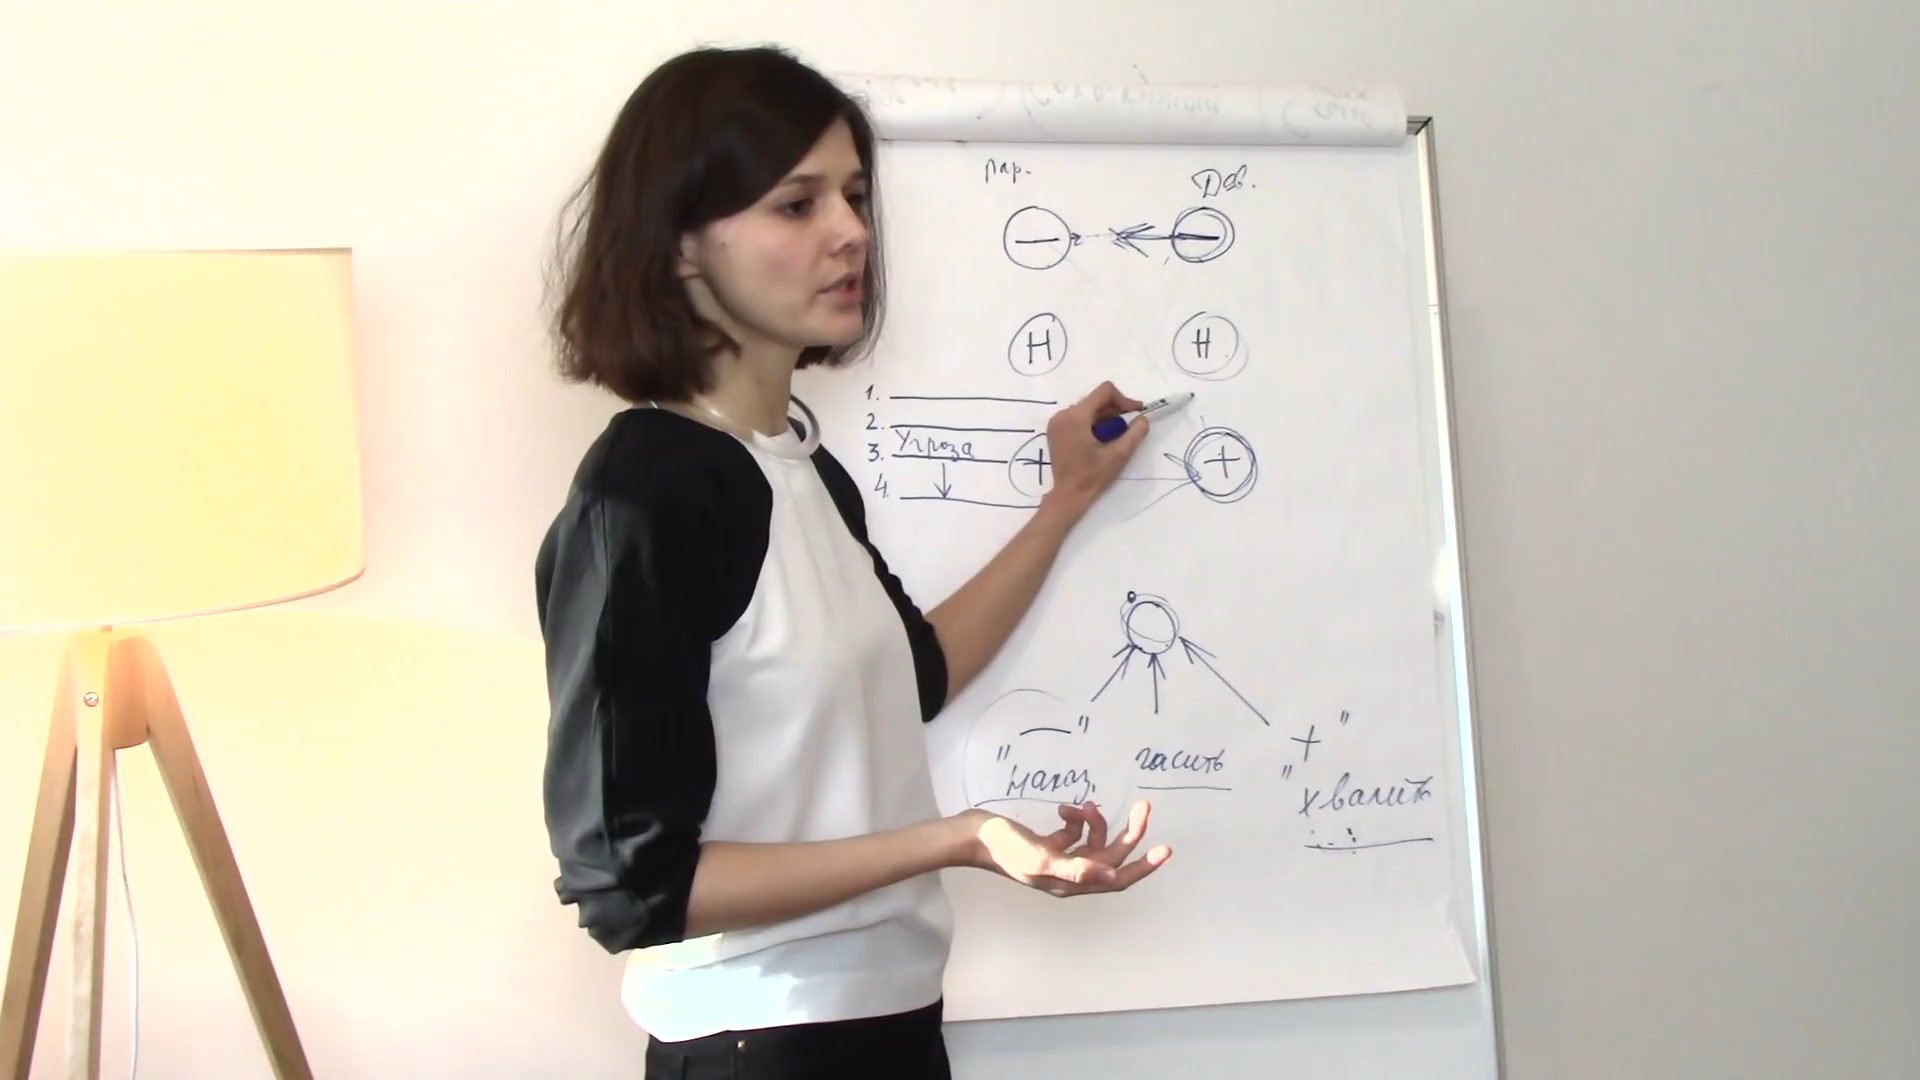 пар. Дев.
— —
Н Н
1.
2.
Угроза
3.
+ +
4.
"—" + "
"наказ. гасить "хвалить